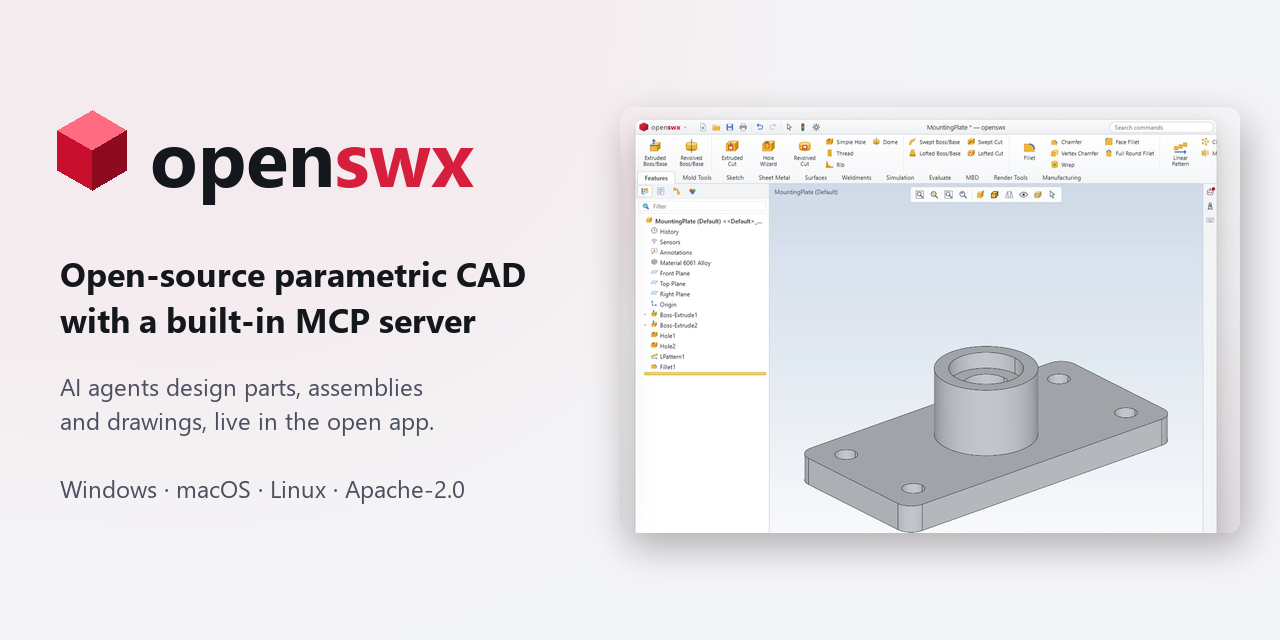 openswx
Open-source parametric CAD
with a built-in MCP server
AI agents design parts, assemblies
and drawings, live in the open app.
Windows · macOS · Linux · Apache-2.0
openswx
MountingPlate * — openswx
Search commands
Extruded Boss/Base
Revolved Boss/Base
Extruded Cut
Hole Wizard
Revolved Cut
Simple Hole
Thread
Rib
Dome
Swept Boss/Base
Lofted Boss/Base
Swept Cut
Lofted Cut
Fillet
Chamfer
Vertex Chamfer
Wrap
Face Fillet
Full Round Fillet
Linear Pattern
Features Mold Tools Sketch Sheet Metal Surfaces Weldments Simulation Evaluate MBD Render Tools Manufacturing
Filter
MountingPlate (Default) <<Default>_...
History
Sensors
Annotations
Material 6061 Alloy
Front Plane
Top Plane
Right Plane
Origin
Boss-Extrude1
Boss-Extrude2
Hole1
Hole2
LPattern1
Fillet1
MountingPlate (Default)